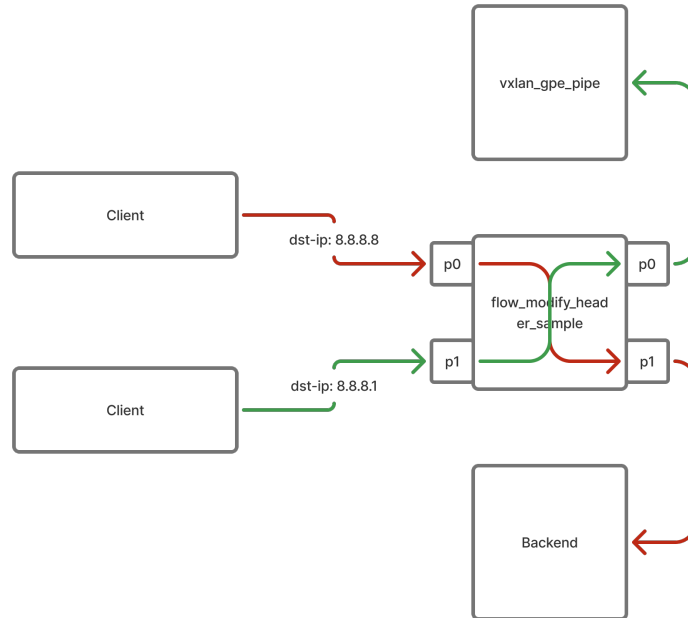 vxlan_gpe_pipe
Client
dst-ip: 8.8.8.8
p0
p0
flow_modify_head
er_sample
p1
p1
dst-ip: 8.8.8.1
Client
Backend